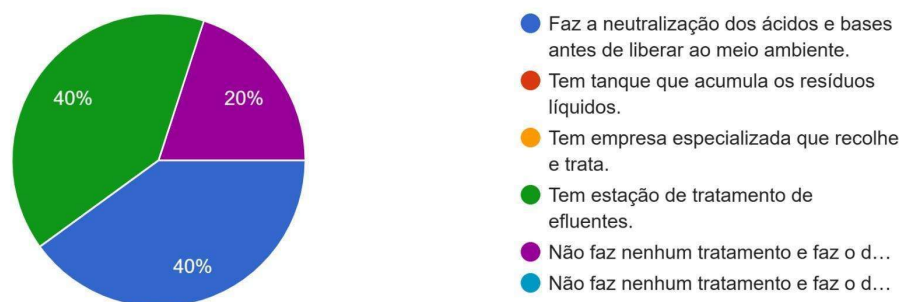 40%
20%
40%
Faz a neutralização dos ácidos e bases
antes de liberar ao meio ambiente.
Tem tanque que acumula os resíduos
líquidos.
Tem empresa especializada que recolhe
e trata.
Tem estação de tratamento de
efluentes.
Não faz nenhum tratamento e faz o d…
Não faz nenhum tratamento e faz o d…